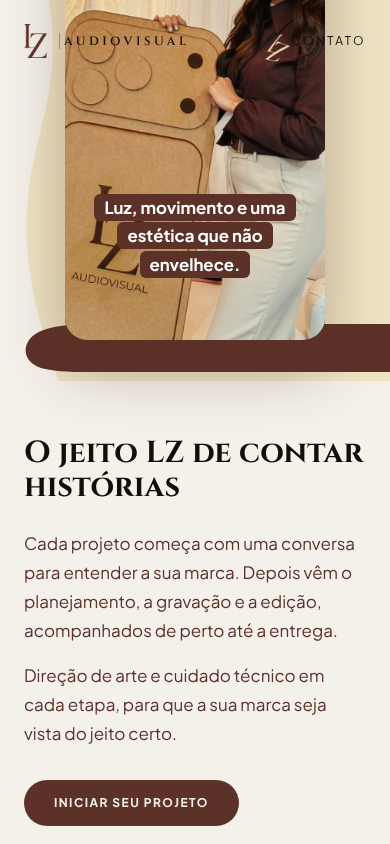 LZ | AUDIOVISUAL
CONTATO
LZ
LZ
AUDIOVISUAL
Luz, movimento e uma
estética que não
envelhece.
O JEITO LZ DE CONTAR
HISTÓRIAS
Cada projeto começa com uma conversa
para entender a sua marca. Depois vêm o
planejamento, a gravação e a edição,
acompanhados de perto até a entrega.
Direção de arte e cuidado técnico em
cada etapa, para que a sua marca seja
vista do jeito certo.
INICIAR SEU PROJETO